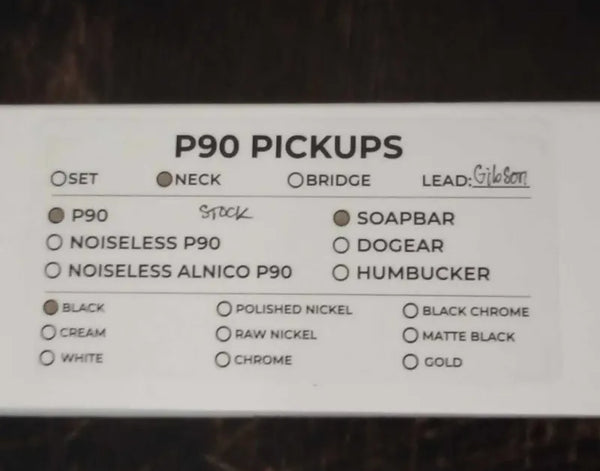 P90 PICKUPS
SET NECK BRIDGE LEAD: Gibson
P90 STOCK SOAPBAR
NOISELESS P90 DOGEAR
NOISELESS ALNICO P90 HUMBUCKER
BLACK POLISHED NICKEL BLACK CHROME
CREAM RAW NICKEL MATTE BLACK
WHITE CHROME GOLD